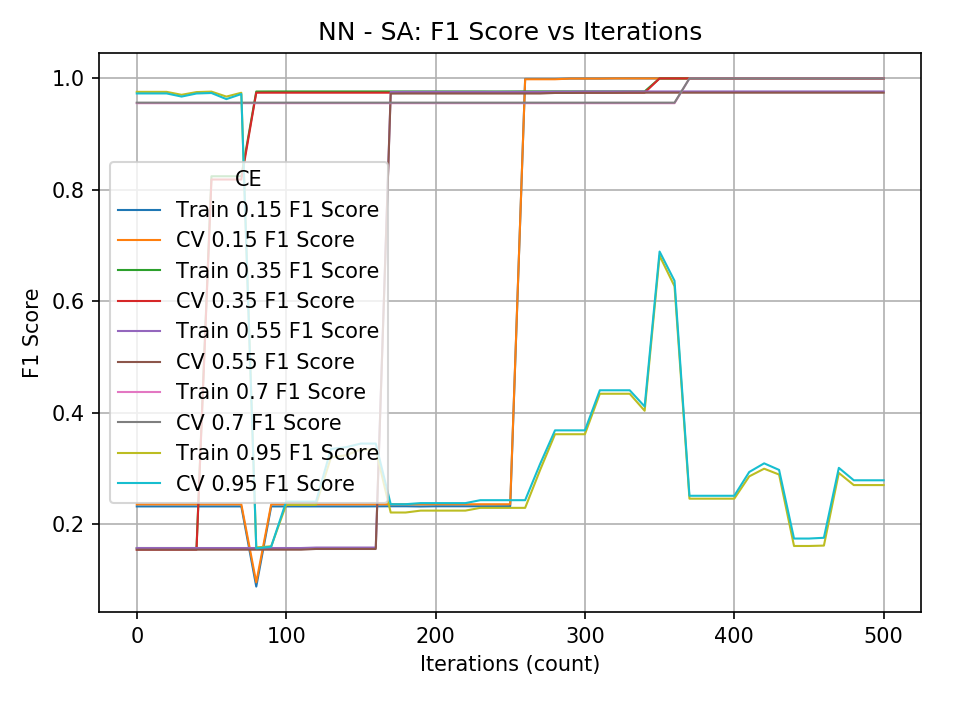 NN - SA: F1 Score vs Iterations
F1 Score
1.0
0.8
0.6
0.4
0.2
CE
Train 0.15 F1 Score
CV 0.15 F1 Score
Train 0.35 F1 Score
CV 0.35 F1 Score
Train 0.55 F1 Score
CV 0.55 F1 Score
Train 0.7 F1 Score
CV 0.7 F1 Score
Train 0.95 F1 Score
CV 0.95 F1 Score
0 100 200 300 400 500
Iterations (count)